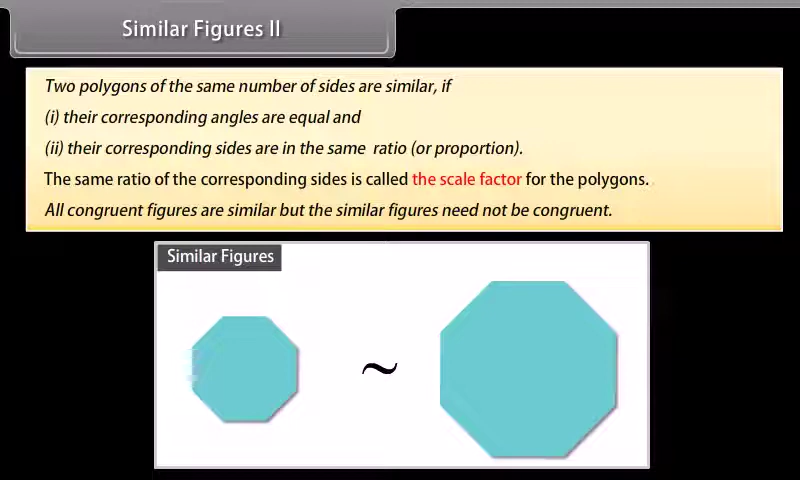 Similar Figures II
Two polygons of the same number of sides are similar, if
(i) their corresponding angles are equal and
(ii) their corresponding sides are in the same ratio (or proportion).
The same ratio of the corresponding sides is called the scale factor for the polygons.
All congruent figures are similar but the similar figures need not be congruent.
Similar Figures
~